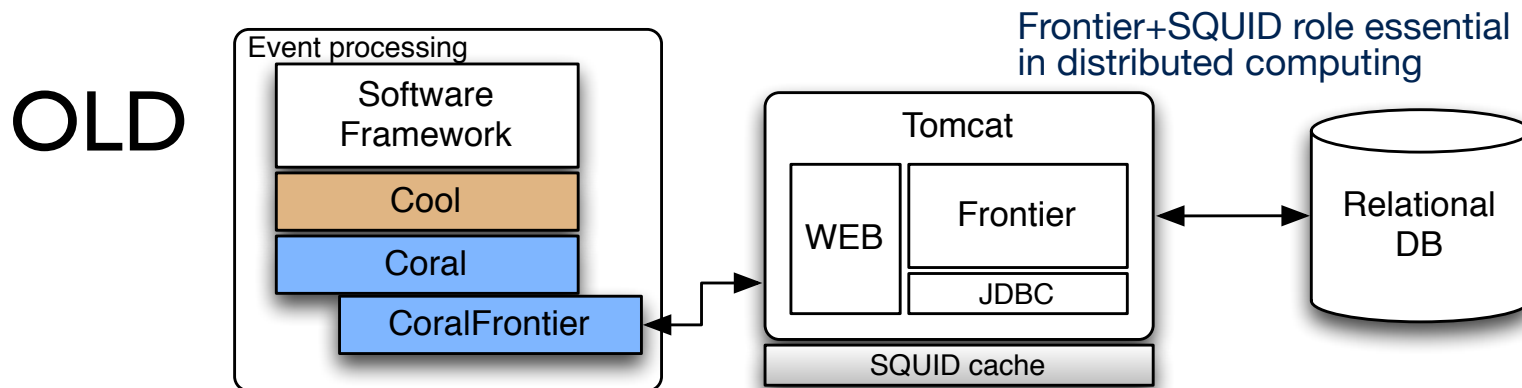 OLD
Event processing
Software
Framework
Cool
Coral
CoralFrontier
Frontier+SQUID role essential
in distributed computing
Tomcat
WEB
Frontier
JDBC
SQUID cache
Relational
DB